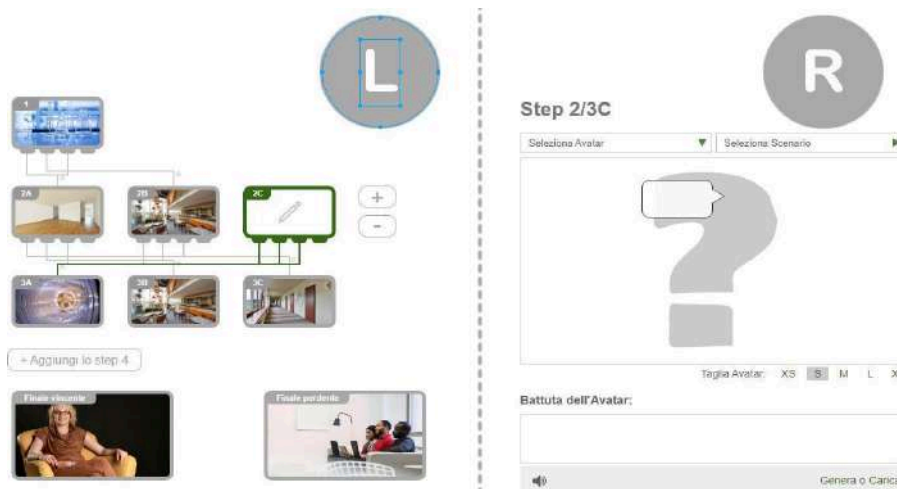 L
1
2A
2B
2C
+
-
3A
3B
3C
+ Aggiungi lo step 4
Finale vincente
Finale perdente
R
Step 2/3C
Seleziona Avatar
Seleziona Scenario
?
Taglia Avatar: XS S M L X
Battuta dell'Avatar:
Genera o Carica